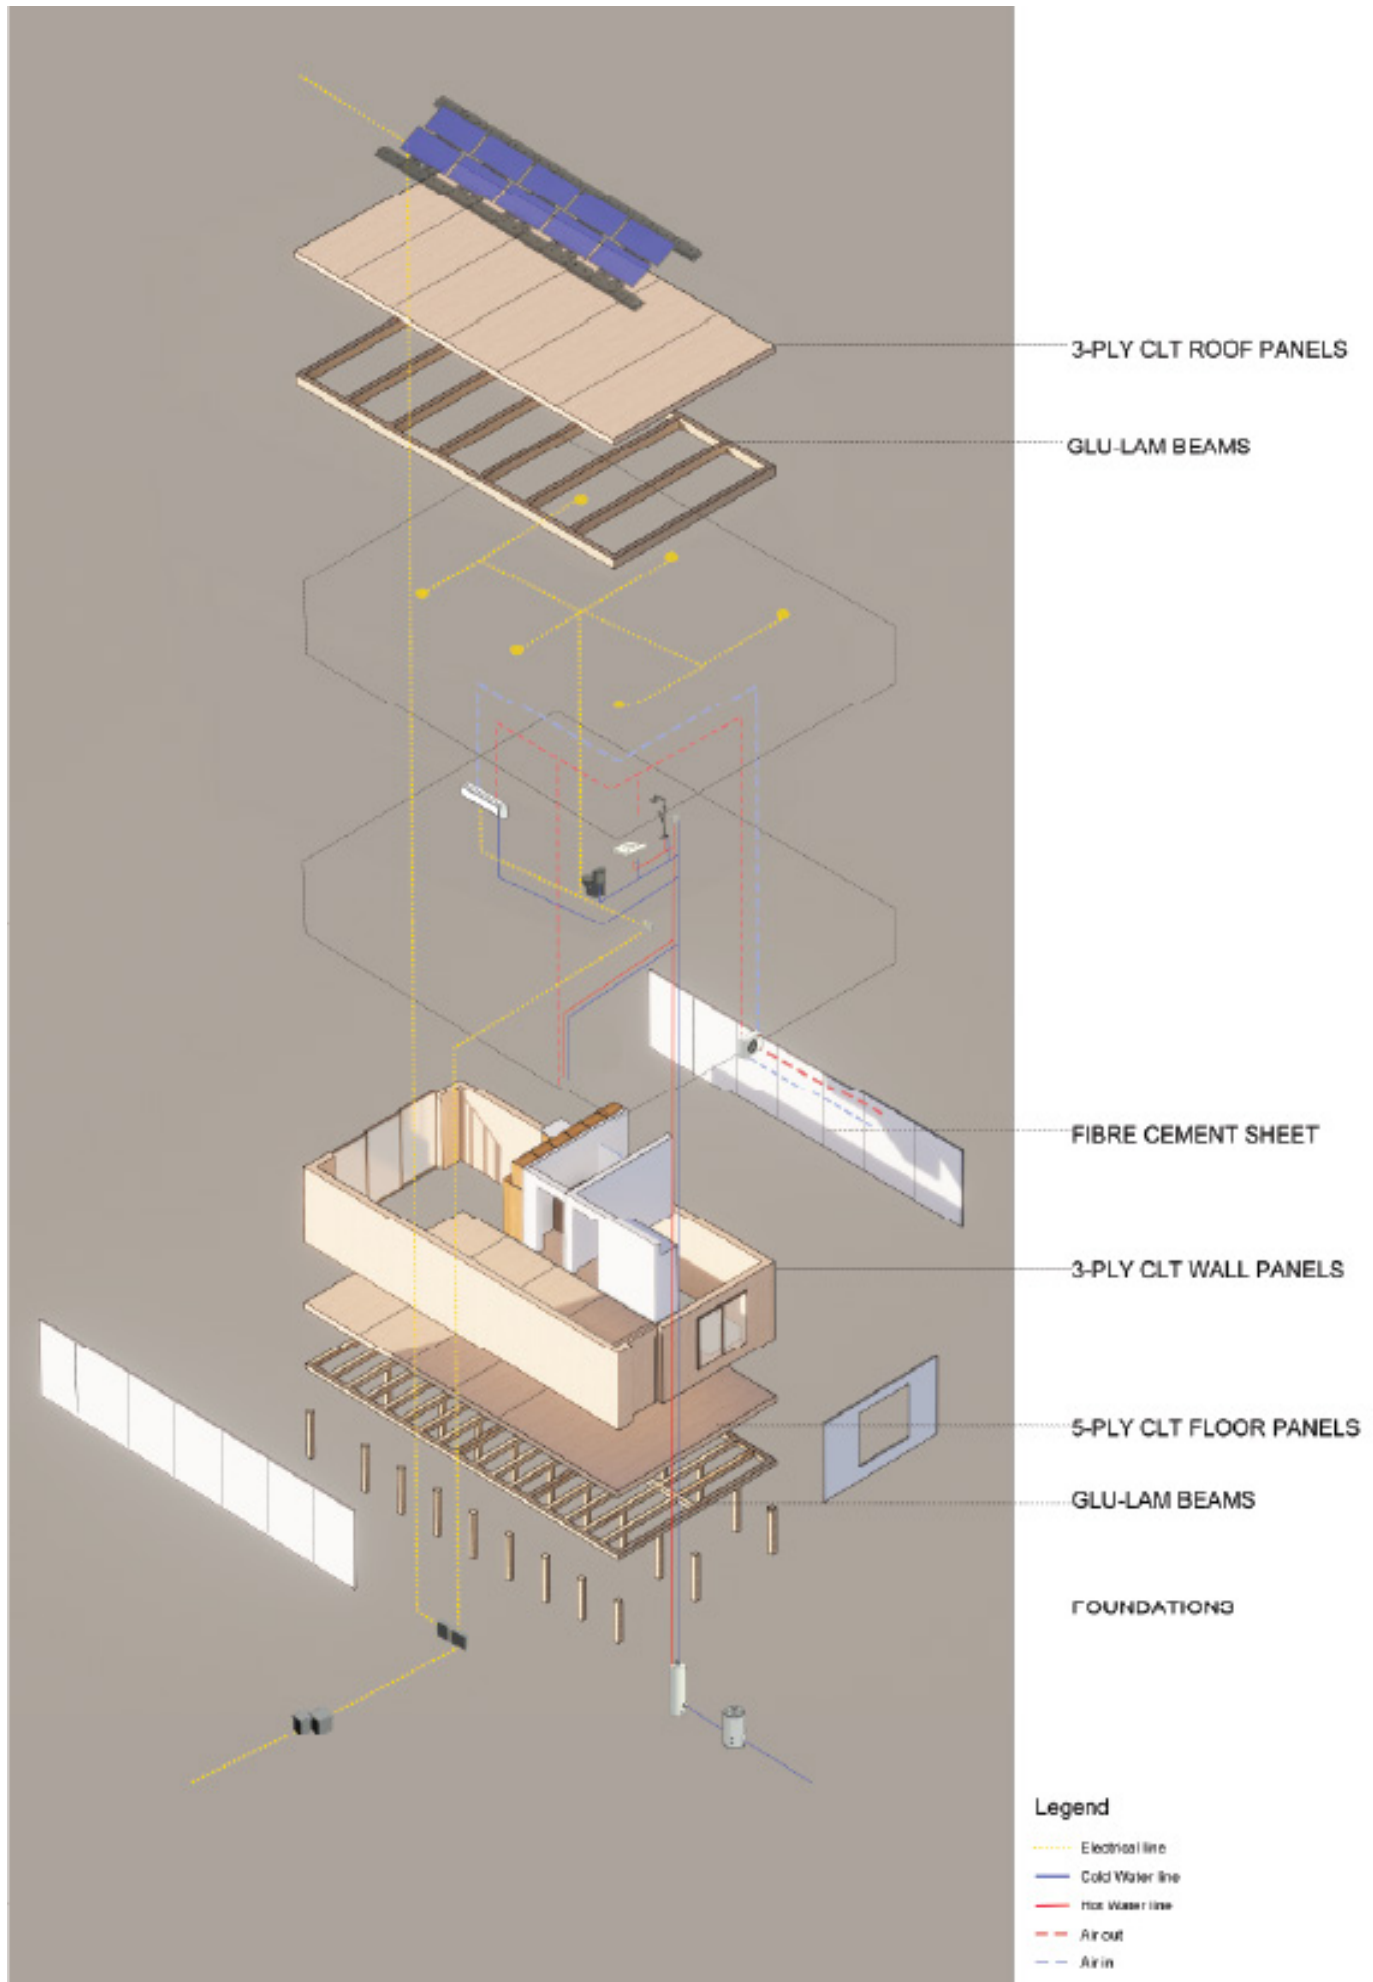 3-PLY CLT ROOF PANELS
GLU-LAM BEAMS
FIBRE CEMENT SHEET
3-PLY CLT WALL PANELS
5-PLY CLT FLOOR PANELS
GLU-LAM BEAMS
FOUNDATIONS
Legend
Electrical line
Cold Water line
Hot Water line
Air out
Air in